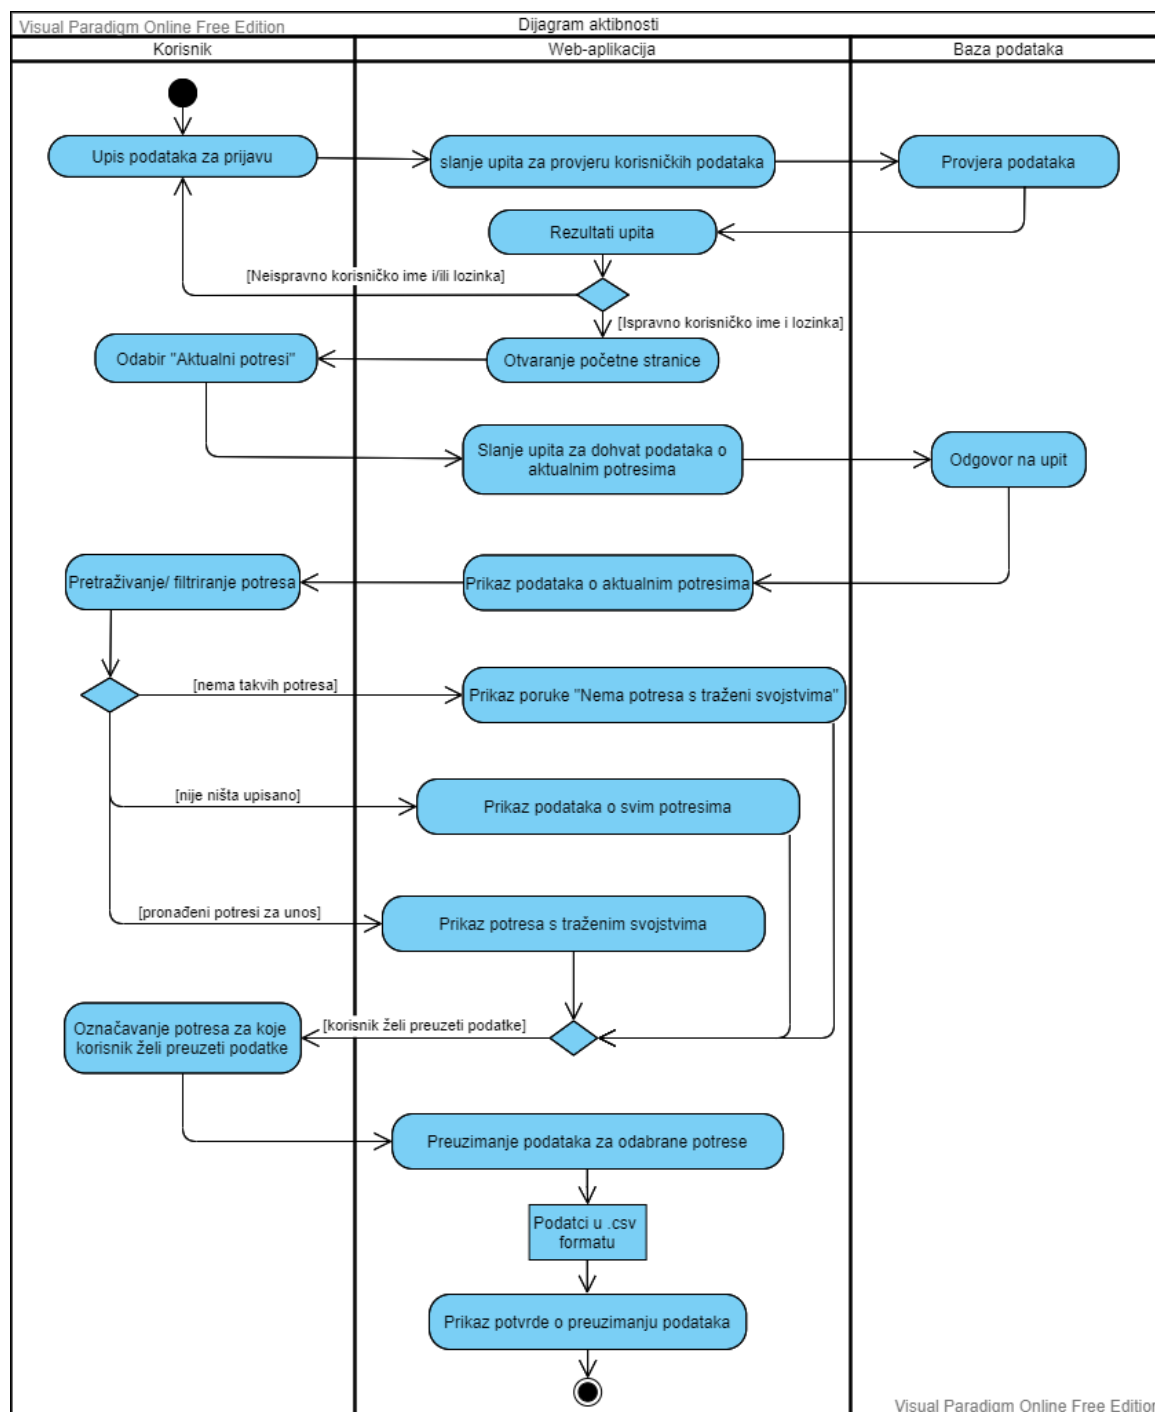 Visual Paradigm Online Free Edition
Dijagram aktibnosti
Korisnik
Web-aplikacija
Baza podataka
Upis podataka za prijavu
slanje upita za provjeru korisničkih podataka
Provjera podataka
Rezultati upita
[Neispravno korisničko ime i/ili lozinka]
[Ispravno korisničko ime i lozinka]
Odabir "Aktualni potresi"
Otvaranje početne stranice
Slanje upita za dohvat podataka o
aktualnim potresima
Odgovor na upit
Pretraživanje/ filtriranje potresa
Prikaz podataka o aktualnim potresima
[nema takvih potresa]
Prikaz poruke "Nema potresa s traženi svojstvima"
[nije ništa upisano]
Prikaz podataka o svim potresima
[pronađeni potresi za unos]
Prikaz potresa s traženim svojstvima
Označavanje potresa za koje
korisnik želi preuzeti podatke
[korisnik želi preuzeti podatke]
Preuzimanje podataka za odabrane potrese
Podatci u .csv
formatu
Prikaz potvrde o preuzimanju podataka
Visual Paradigm Online Free Edition